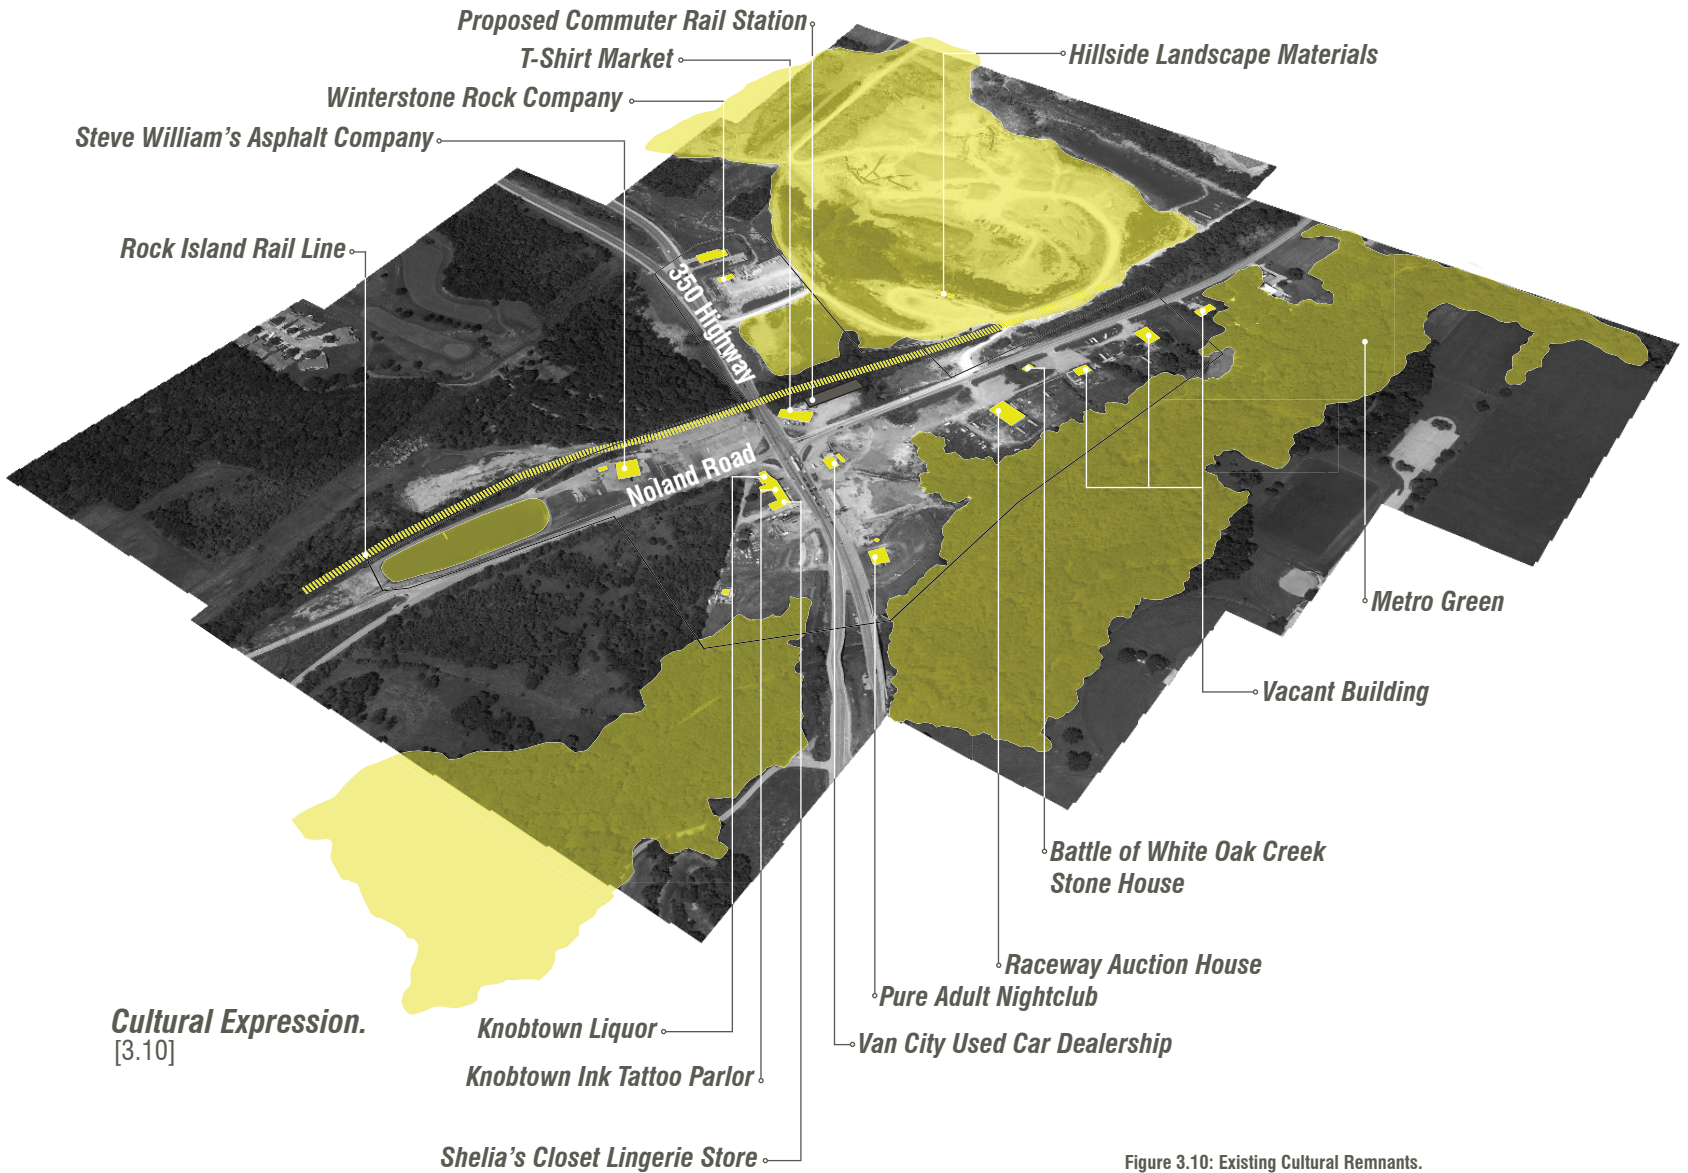 Proposed Commuter Rail Station
T-Shirt Market
Hillside Landscape Materials
Winterstone Rock Company
Steve William's Asphalt Company
Rock Island Rail Line
350 Highway
Noland Road
Metro Green
Vacant Building
Battle of White Oak Creek
Stone House
Raceway Auction House
Pure Adult Nightclub
Cultural Expression.
[3.10]
Knobtown Liquor
Van City Used Car Dealership
Knobtown Ink Tattoo Parlor
Shelia's Closet Lingerie Store
Figure 3.10: Existing Cultural Remnants.